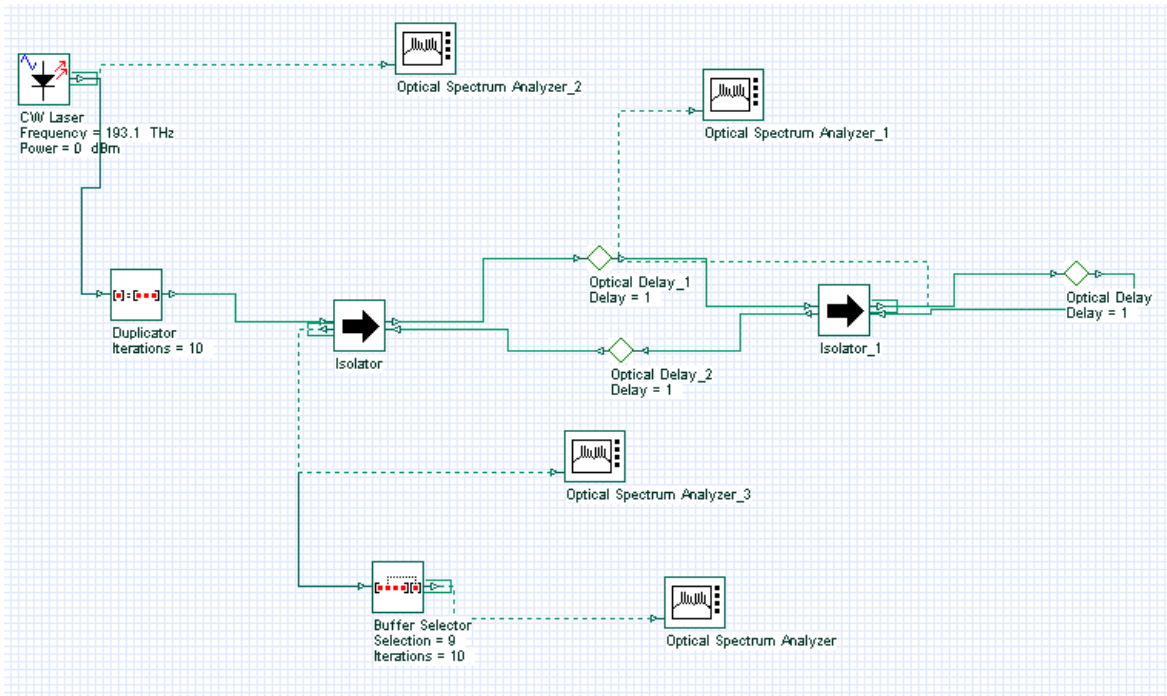 Optical Spectrum Analyzer_2
CW Laser
Frequency = 193.1 THz
Power = 0 dBm
Optical Spectrum Analyzer_1
Optical Delay_1
Delay = 1
Optical Delay
Delay = 1
Duplicator
Iterations = 10
Isolator
Isolator_1
Optical Delay_2
Delay = 1
Optical Spectrum Analyzer_3
Buffer Selector
Selection = 9
Iterations = 10
Optical Spectrum Analyzer